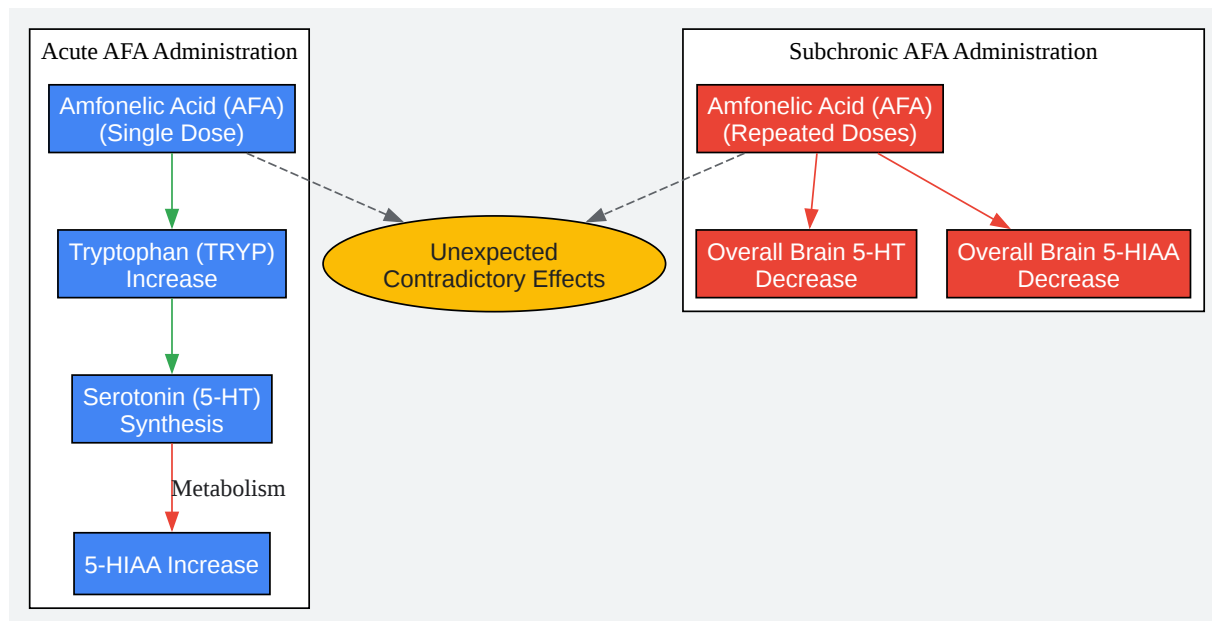 Acute AFA Administration
Amfonelic Acid (AFA)
(Single Dose)
Tryptophan (TRYP)
Increase
Serotonin (5-HT)
Synthesis
Metabolism
5-HIAA Increase
Unexpected
Contradictory Effects
Subchronic AFA Administration
Amfonelic Acid (AFA)
(Repeated Doses)
Overall Brain 5-HT
Decrease
Overall Brain 5-HIAA
Decrease